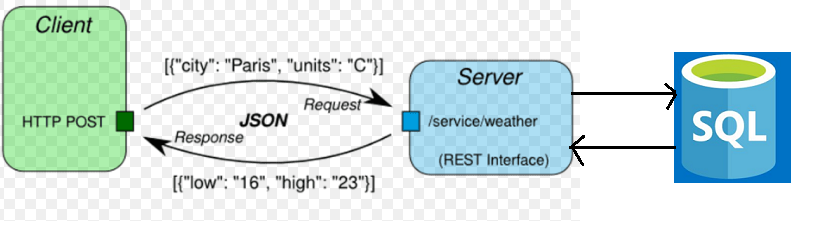 Client
HTTP POST
[{"city": "Paris", "units": "C"}]
Request
JSON
Response
[{"low": "16", "high": "23"}]
Server
/service/weather
(REST Interface)
SQL